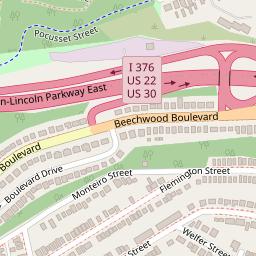 Pocusset Street
I 376
US 22
US 30
n-Lincoln Parkway East
Beechwood Boulevard
Boulevard
Boulevard Drive
Monteiro Street
Flemington Street
Welfer Street